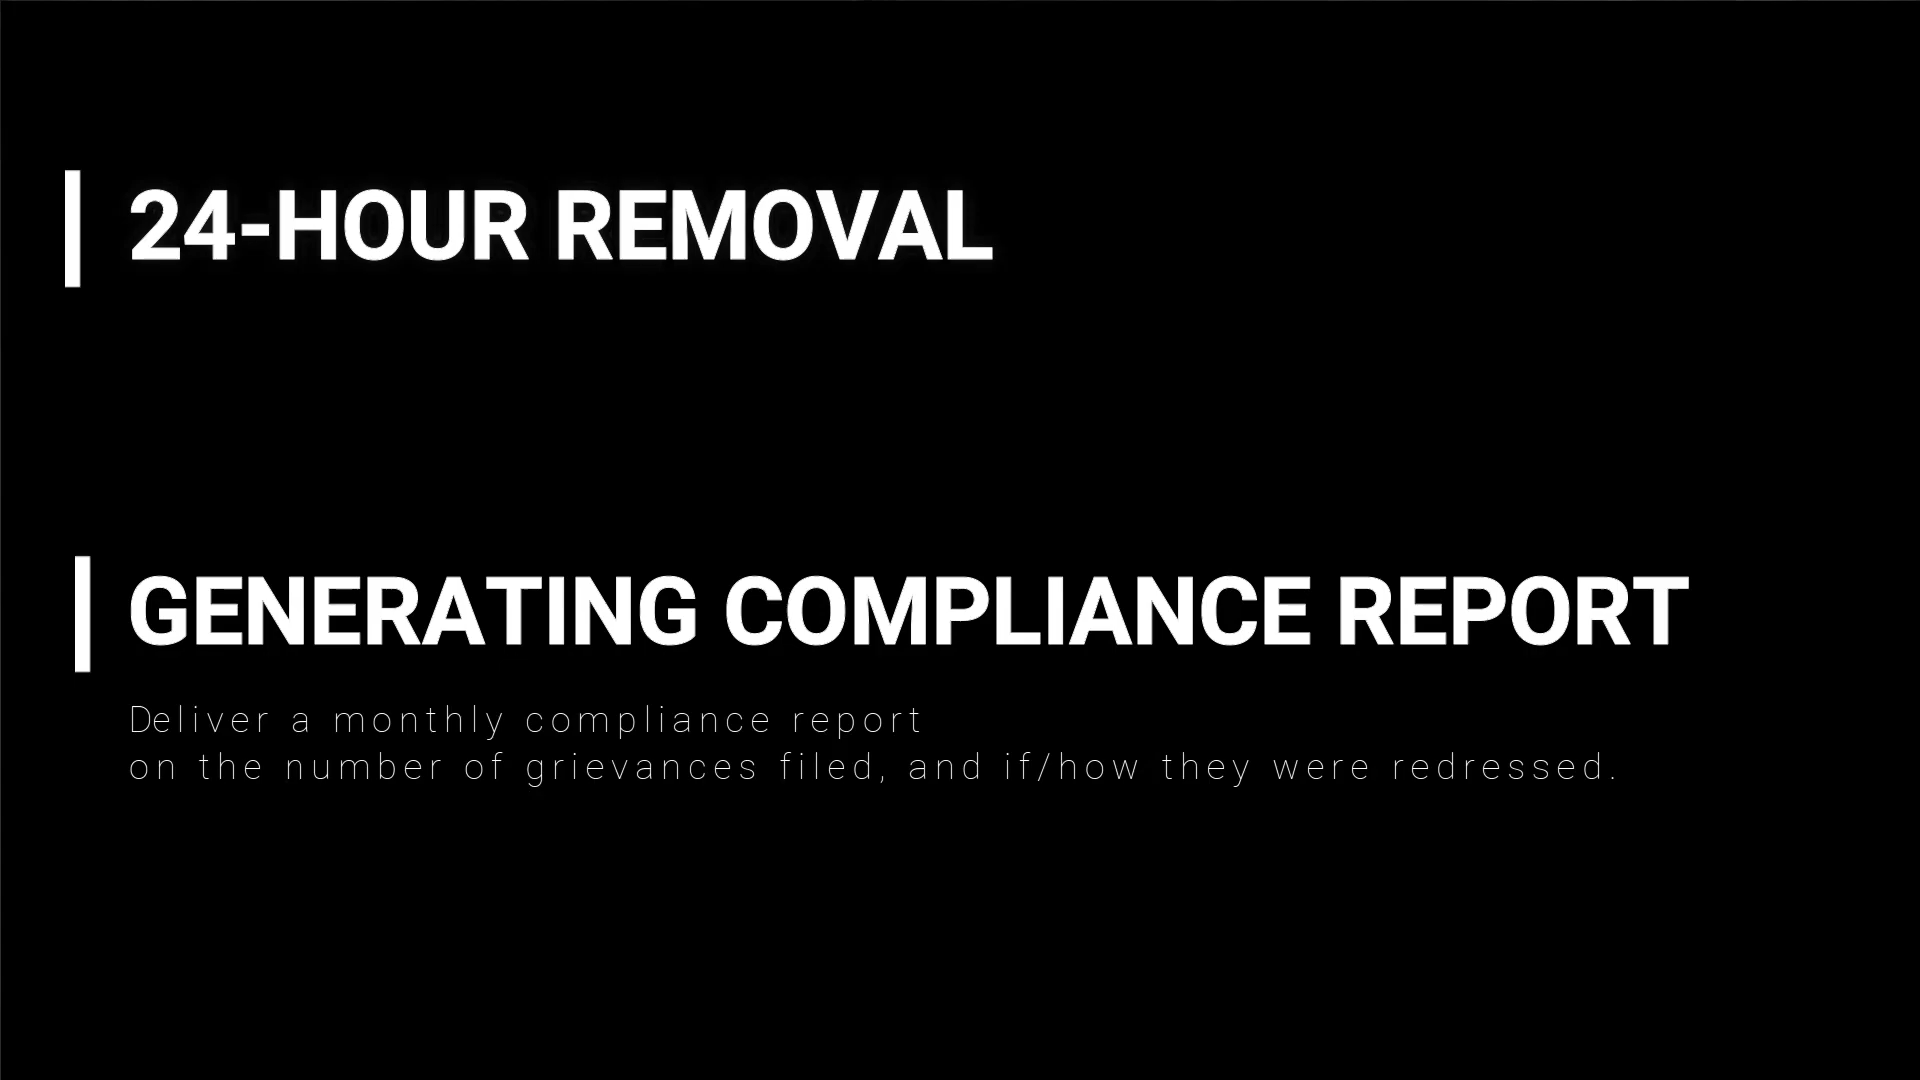 24-HOUR REMOVAL
GENERATING COMPLIANCE REPORT
Deliver a monthly compliance report
on the number of grievances filed, and if/how they were redressed.